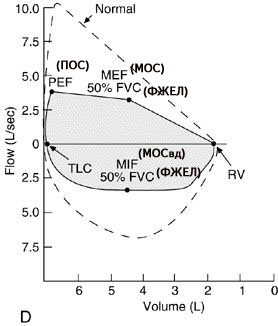 Normal
10.0
7.5
5.0
2.5
0
2.5
5.0
7.5
Flow (L/sec)
(ПОС)
PEF
MEF (МОС)
50% FVC (ФЖЕЛ)
TLC
MIF (МОСвд)
50% FVC (ФЖЕЛ)
RV
6 5 4 3 2 1 0
Volume (L)
D